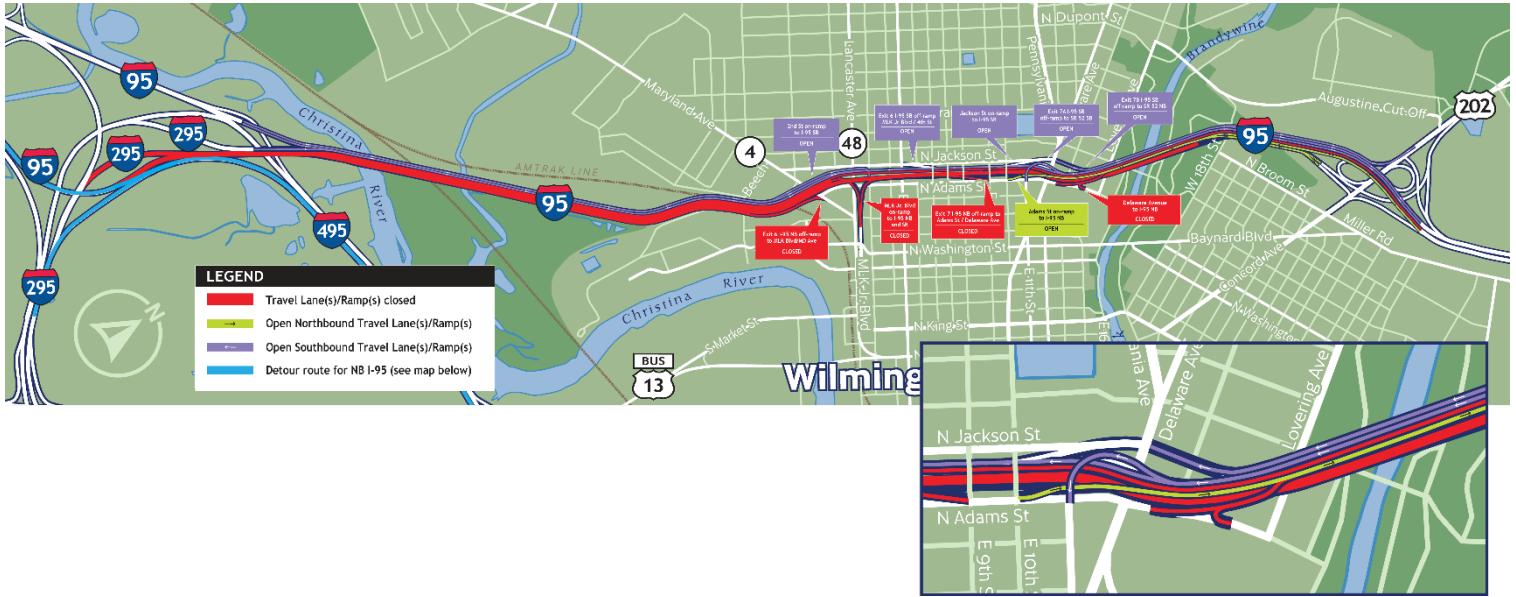 N Dupont St
Brandywine
Lancaster Ave
Pennsylvania
Maryland Ave
Augustine Cut-Off
202
95
295
295
95
Christina
2nd St on-ramp
to I-95 SB
OPEN
Exit 6 I-95 SB off-ramp
MLK Jr Blvd / 4th St
OPEN
Jackson St on-ramp
to I-95 SB
OPEN
Exit 7A I-95 SB
off-ramp to SR 52 SB
OPEN
Exit 7B I-95 SB
off-ramp to SR 52 NB
OPEN
4
48
95
N Jackson St
AMTRAK LINE
Beech
N Adams St
W 18th St
N Broom St
Miller Rd
95
River
495
Exit 6 I-95 NB off-ramp
to MLK Blvd/MD Ave
CLOSED
MLK Jr. Blvd
on-ramp
to I-95 NB
and SB
CLOSED
Exit 7 I-95 NB off-ramp to
Adams St / Delaware Ave
CLOSED
Adams St on-ramp
to I-95 NB
OPEN
Delaware Avenue
to I-95 NB
CLOSED
Baynard Blvd
Concord Ave
N Washington St
295
Christina River
MLK Jr Blvd
E 11th St
N King St
N Washington
S Market St
N
LEGEND
Travel Lane(s)/Ramp(s) closed
Open Northbound Travel Lane(s)/Ramp(s)
Open Southbound Travel Lane(s)/Ramp(s)
Detour route for NB I-95 (see map below)
BUS
13
Wilming
Delaware Ave
Lovering Ave
N Jackson St
N Adams St
E 9th S
E 10th S